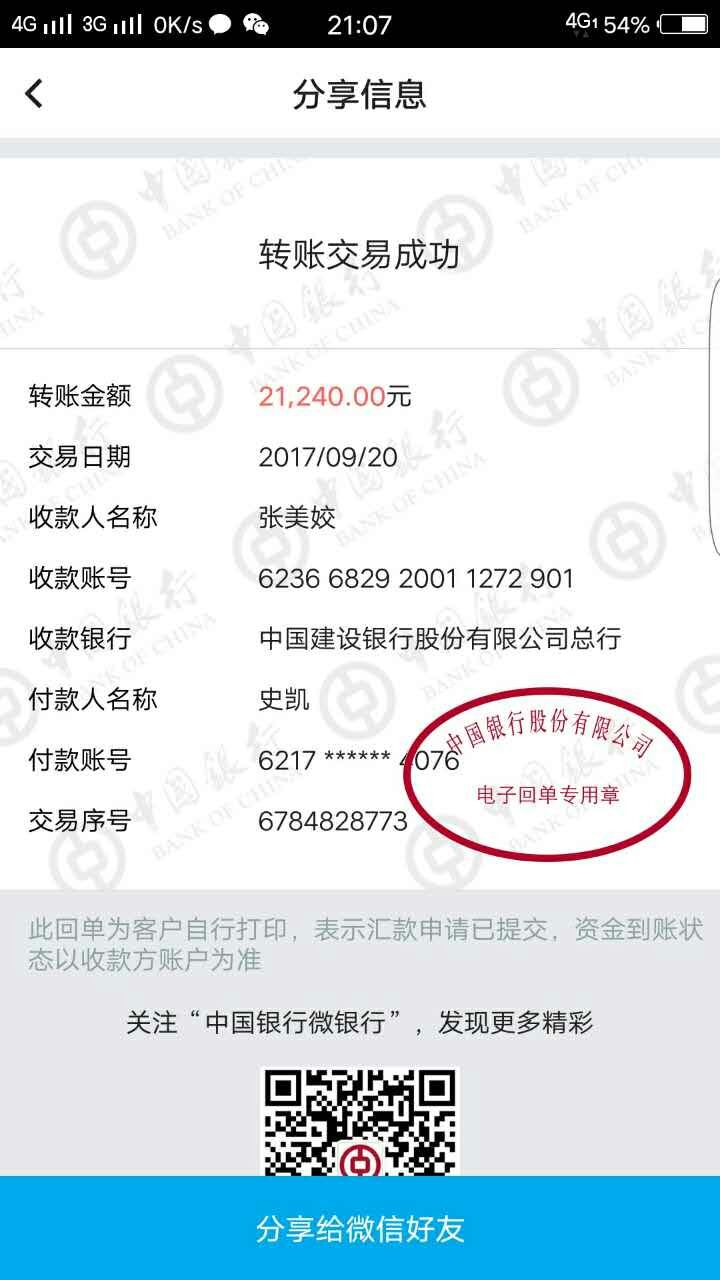 4G 3G 0K/s 21:07 4G1 54%
分享信息
转账交易成功
转账金额 21,240.00元
交易日期 2017/09/20
收款人名称 张美姣
收款账号 6236 6829 2001 1272 901
收款银行 中国建设银行股份有限公司总行
付款人名称 史凯
付款账号 6217 ****** 4076
交易序号 6784828773
中国银行股份有限公司
电子回单专用章
此回单为客户自行打印，表示汇款申请已提交，资金到账状
态以收款方账户为准
关注“中国银行微银行”，发现更多精彩
分享给微信好友
中国银行
BANK OF CHINA